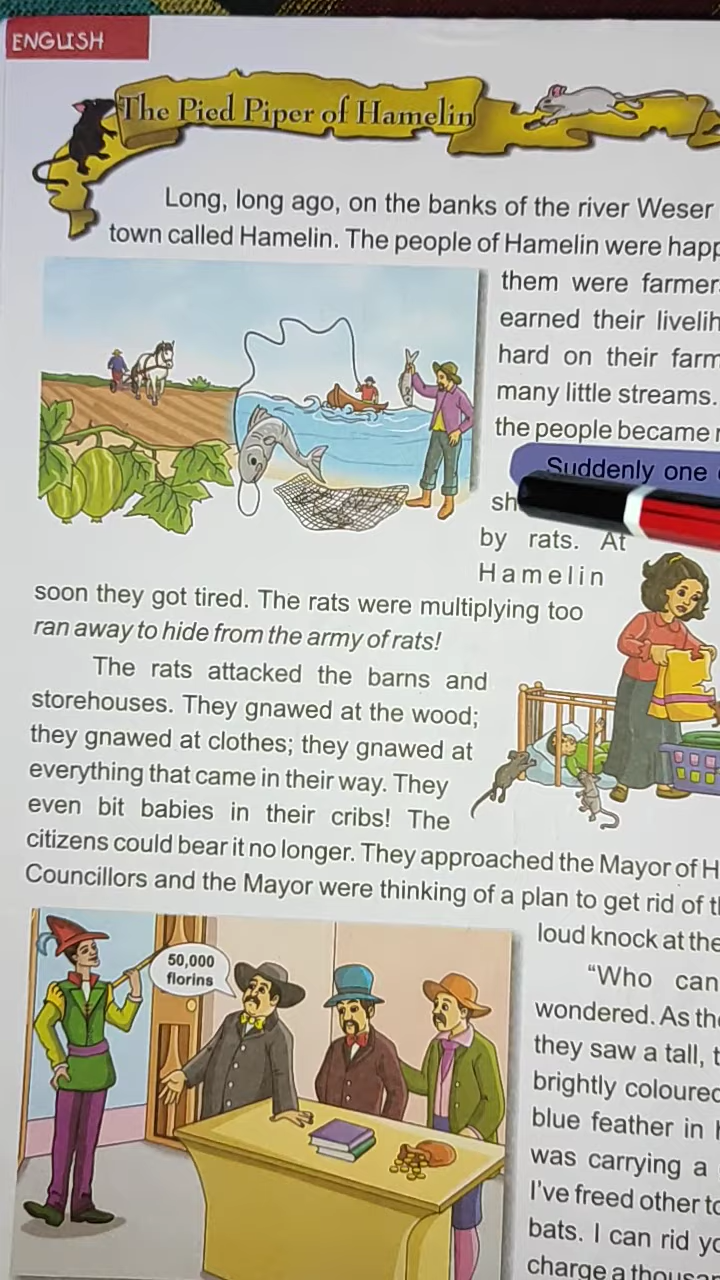 ENGLISH
The Pied Piper of Hamelin
Long, long ago, on the banks of the river Weser
town called Hamelin. The people of Hamelin were
them were
earned their
hard on their
many little streams.
the people became
Suddenly one
by rats. At
Hamelin
soon they got tired. The rats were multiplying too
ran away to hide from the army of rats!
The rats attacked the barns and
storehouses. They gnawed at the wood;
they gnawed at clothes; they gnawed at
everything that came in their way. They
even bit babies in their cribs! The
citizens could bear it no longer. They approached the Mayor of
Councillors and the Mayor were thinking of a plan to get rid of
loud knock at the
50,000
florins
"Who can
wondered. As
they saw a tall,
brightly coloured
blue feather in
was carrying a
I've freed other
bats. I can rid
charge a